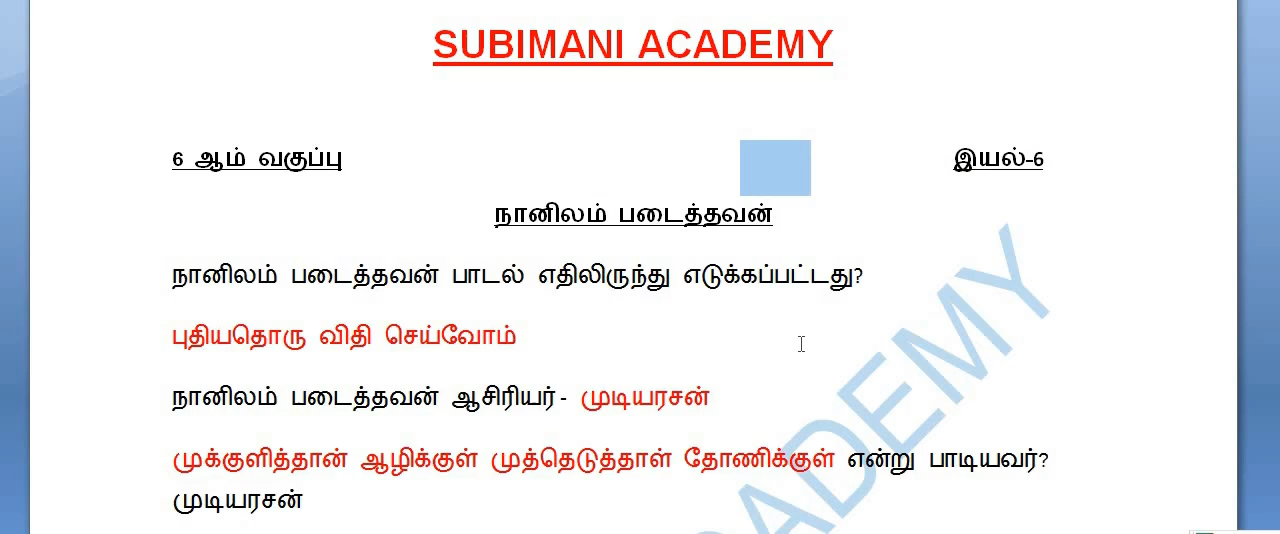 SUBIMANI ACADEMY
6 ஆம் வகுப்பு இயல்-6
நானிலம் படைத்தவன்
நானிலம் படைத்தவன் பாடல் எதிலிருந்து எடுக்கப்பட்டது?
புதியதொரு விதி செய்வோம்
நானிலம் படைத்தவன் ஆசிரியர்- முடியரசன்
முக்குளித்தான் ஆழிக்குள் முத்தெடுத்தாள் தோணிக்குள் என்று பாடியவர்?
முடியரசன்
CADEMY